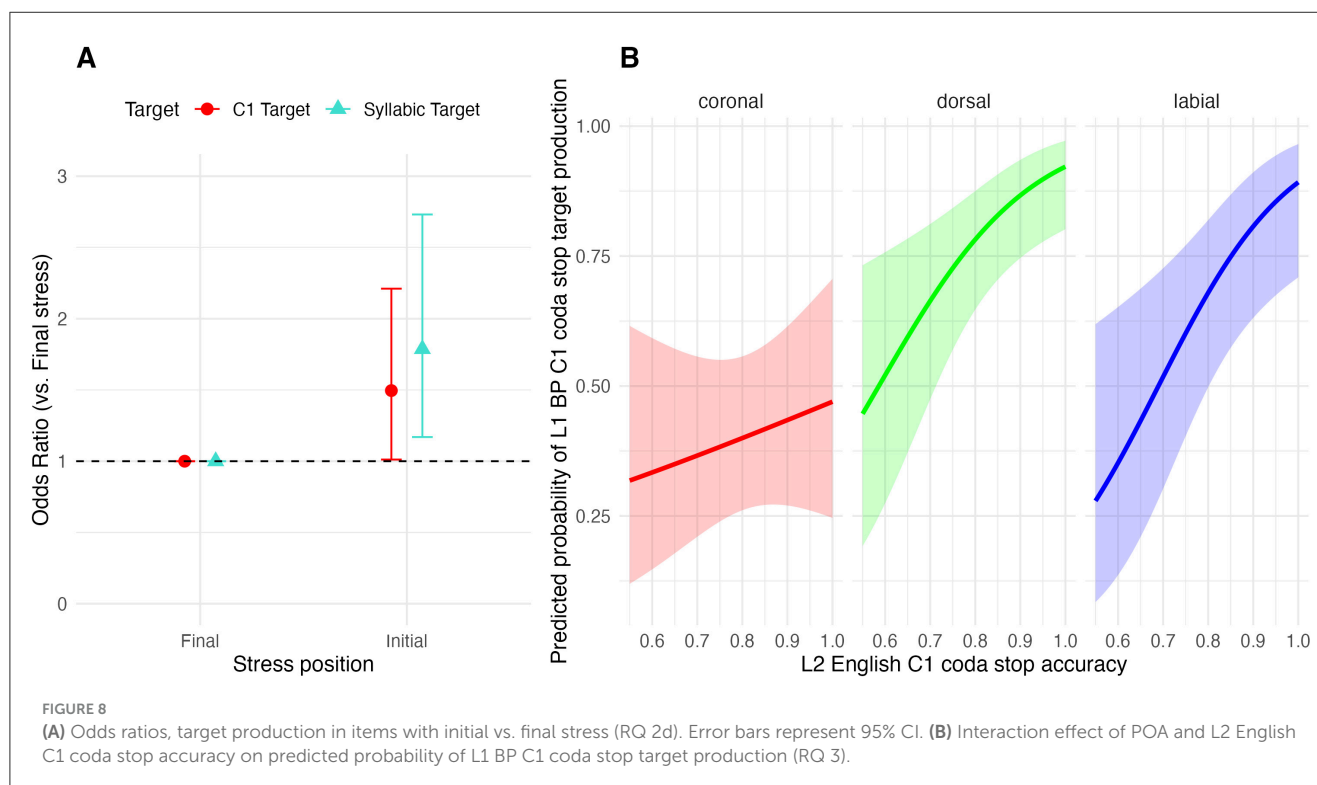 A
Target C1 Target Syllabic Target
Odds Ratio (vs. Final stress)
3
2
1
0
Final Initial
Stress position
B
Predicted probability of L1 BP C1 coda stop target production
coronal dorsal labial
1.00
0.75
0.50
0.25
0.6 0.7 0.8 0.9 1.0 0.6 0.7 0.8 0.9 1.0 0.6 0.7 0.8 0.9 1.0
L2 English C1 coda stop accuracy
FIGURE 8
(A) Odds ratios, target production in items with initial vs. final stress (RQ 2d). Error bars represent 95% CI. (B) Interaction effect of POA and L2 English
C1 coda stop accuracy on predicted probability of L1 BP C1 coda stop target production (RQ 3).